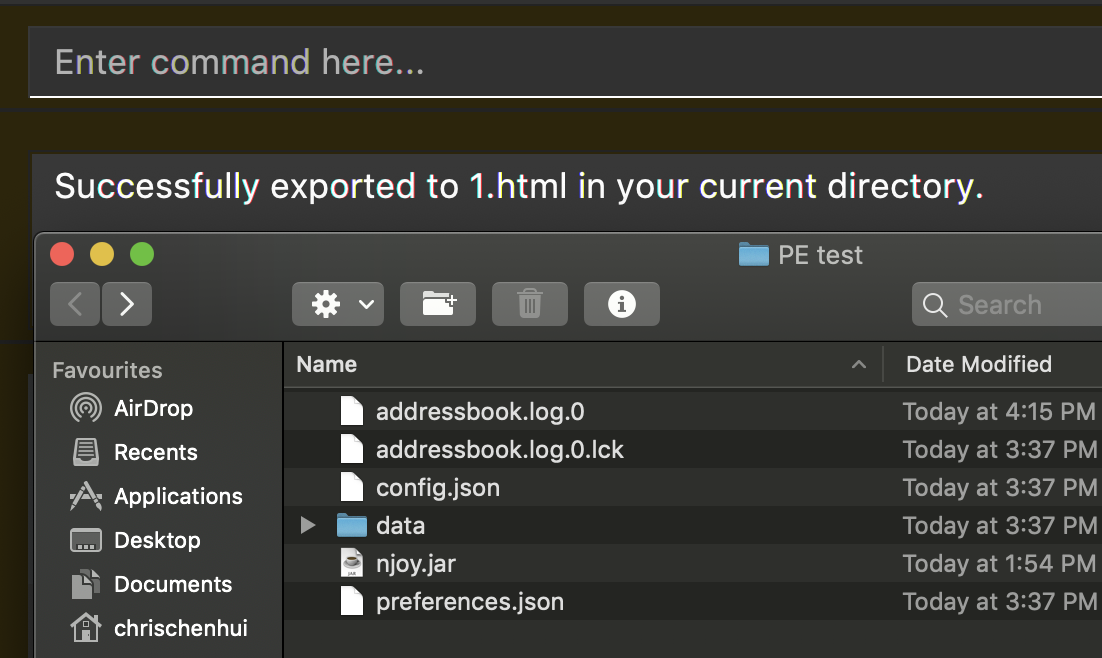 Enter command here...
Successfully exported to 1.html in your current directory.
PE test
Search
Favourites
Name Date Modified
AirDrop
addressbook.log.0 Today at 4:15 PM
Recents
addressbook.log.0.lck Today at 3:37 PM
Applications
config.json Today at 3:37 PM
Desktop
data Today at 3:37 PM
Documents
njoy.jar Today at 1:54 PM
chrischenhui
preferences.json Today at 3:37 PM